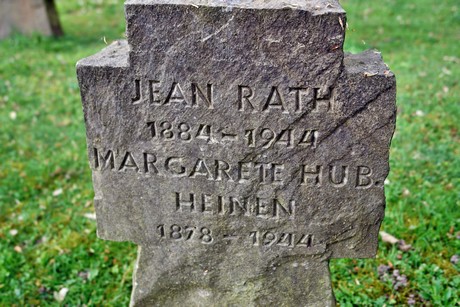 JEAN RATH
1884-1944
MARGARETE HUB.
HEINEN
1878 - 1944